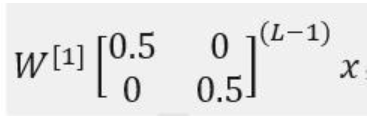 W^{[1]} \begin{bmatrix} 0.5 & 0 \\ 0 & 0.5 \end{bmatrix}^{(L-1)} x